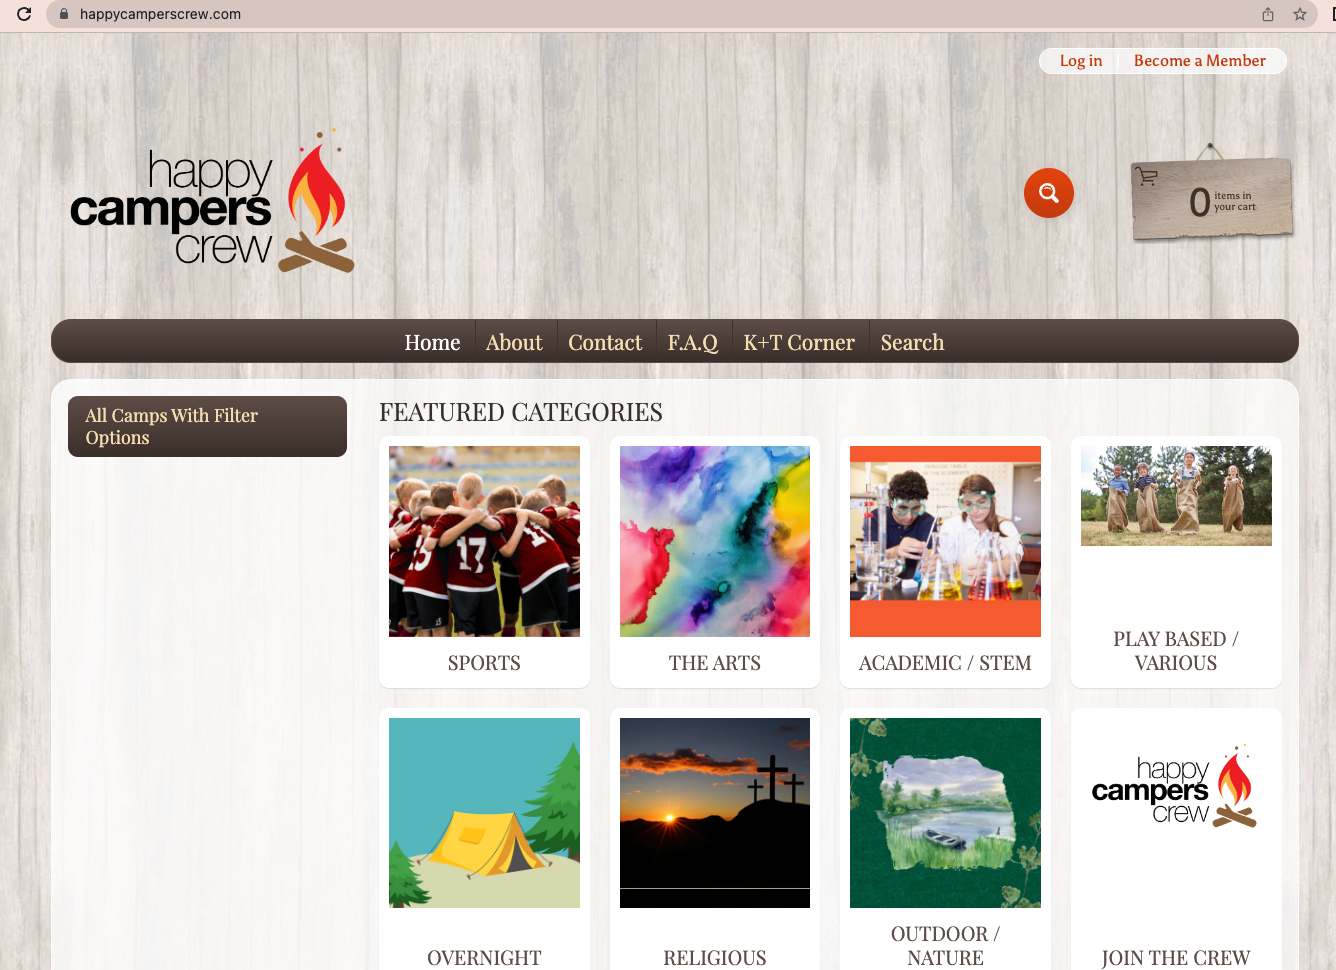 happycamperscrew.com
Log in
Become a Member
happy
campers
crew
0 items in
your cart
Home
About
Contact
F.A.Q
K+T Corner
Search
All Camps With Filter
Options
FEATURED CATEGORIES
17
SPORTS
THE ARTS
ACADEMIC / STEM
PLAY BASED /
VARIOUS
happy
campers
crew
OVERNIGHT
RELIGIOUS
OUTDOOR /
NATURE
JOIN THE CREW